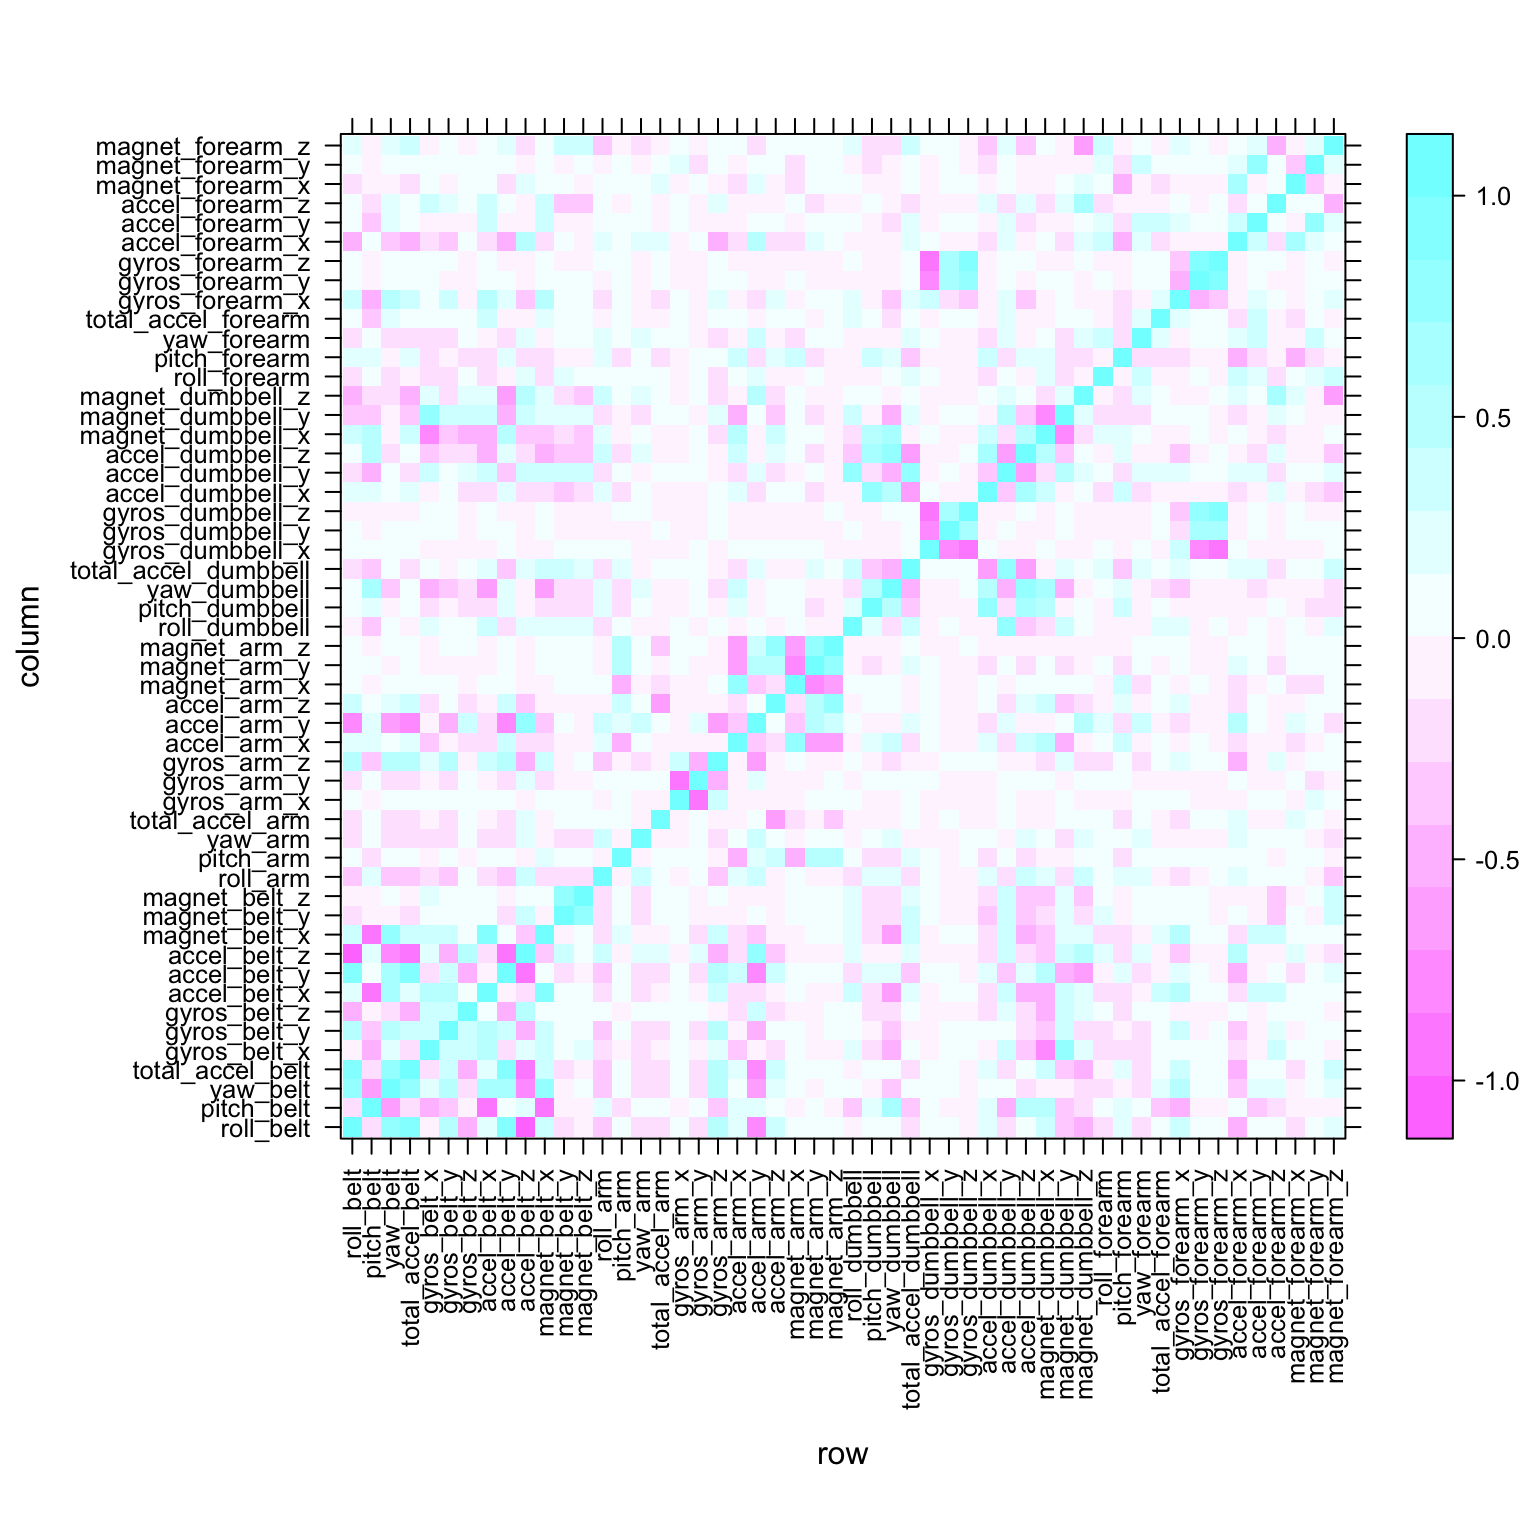 magnet_forearm_z
magnet_forearm_y
magnet_forearm_x
accel_forearm_z
accel_forearm_y
accel_forearm_x
gyros_forearm_z
gyros_forearm_y
gyros_forearm_x
total_accel_forearm
yaw_forearm
pitch_forearm
roll_forearm
magnet_dumbbell_z
magnet_dumbbell_y
magnet_dumbbell_x
accel_dumbbell_z
accel_dumbbell_y
accel_dumbbell_x
gyros_dumbbell_z
gyros_dumbbell_y
gyros_dumbbell_x
total_accel_dumbbell
yaw_dumbbell
pitch_dumbbell
roll_dumbbell
magnet_arm_z
magnet_arm_y
magnet_arm_x
accel_arm_z
accel_arm_y
accel_arm_x
gyros_arm_z
gyros_arm_y
gyros_arm_x
total_accel_arm
yaw_arm
pitch_arm
roll_arm
magnet_belt_z
magnet_belt_y
magnet_belt_x
accel_belt_z
accel_belt_y
accel_belt_x
gyros_belt_z
gyros_belt_y
gyros_belt_x
total_accel_belt
yaw_belt
pitch_belt
roll_belt
column
roll_belt
pitch_belt
yaw_belt
total_accel_belt
gyros_belt_x
gyros_belt_y
gyros_belt_z
accel_belt_x
accel_belt_y
accel_belt_z
magnet_belt_x
magnet_belt_y
magnet_belt_z
roll_arm
pitch_arm
yaw_arm
total_accel_arm
gyros_arm_x
gyros_arm_y
gyros_arm_z
accel_arm_x
accel_arm_y
accel_arm_z
magnet_arm_x
magnet_arm_y
magnet_arm_z
roll_dumbbell
pitch_dumbbell
yaw_dumbbell
total_accel_dumbbell
gyros_dumbbell_x
gyros_dumbbell_y
gyros_dumbbell_z
accel_dumbbell_x
accel_dumbbell_y
accel_dumbbell_z
magnet_dumbbell_x
magnet_dumbbell_y
magnet_dumbbell_z
roll_forearm
pitch_forearm
yaw_forearm
total_accel_forearm
gyros_forearm_x
gyros_forearm_y
gyros_forearm_z
accel_forearm_x
accel_forearm_y
accel_forearm_z
magnet_forearm_x
magnet_forearm_y
magnet_forearm_z
row
1.0
0.5
0.0
-0.5
-1.0